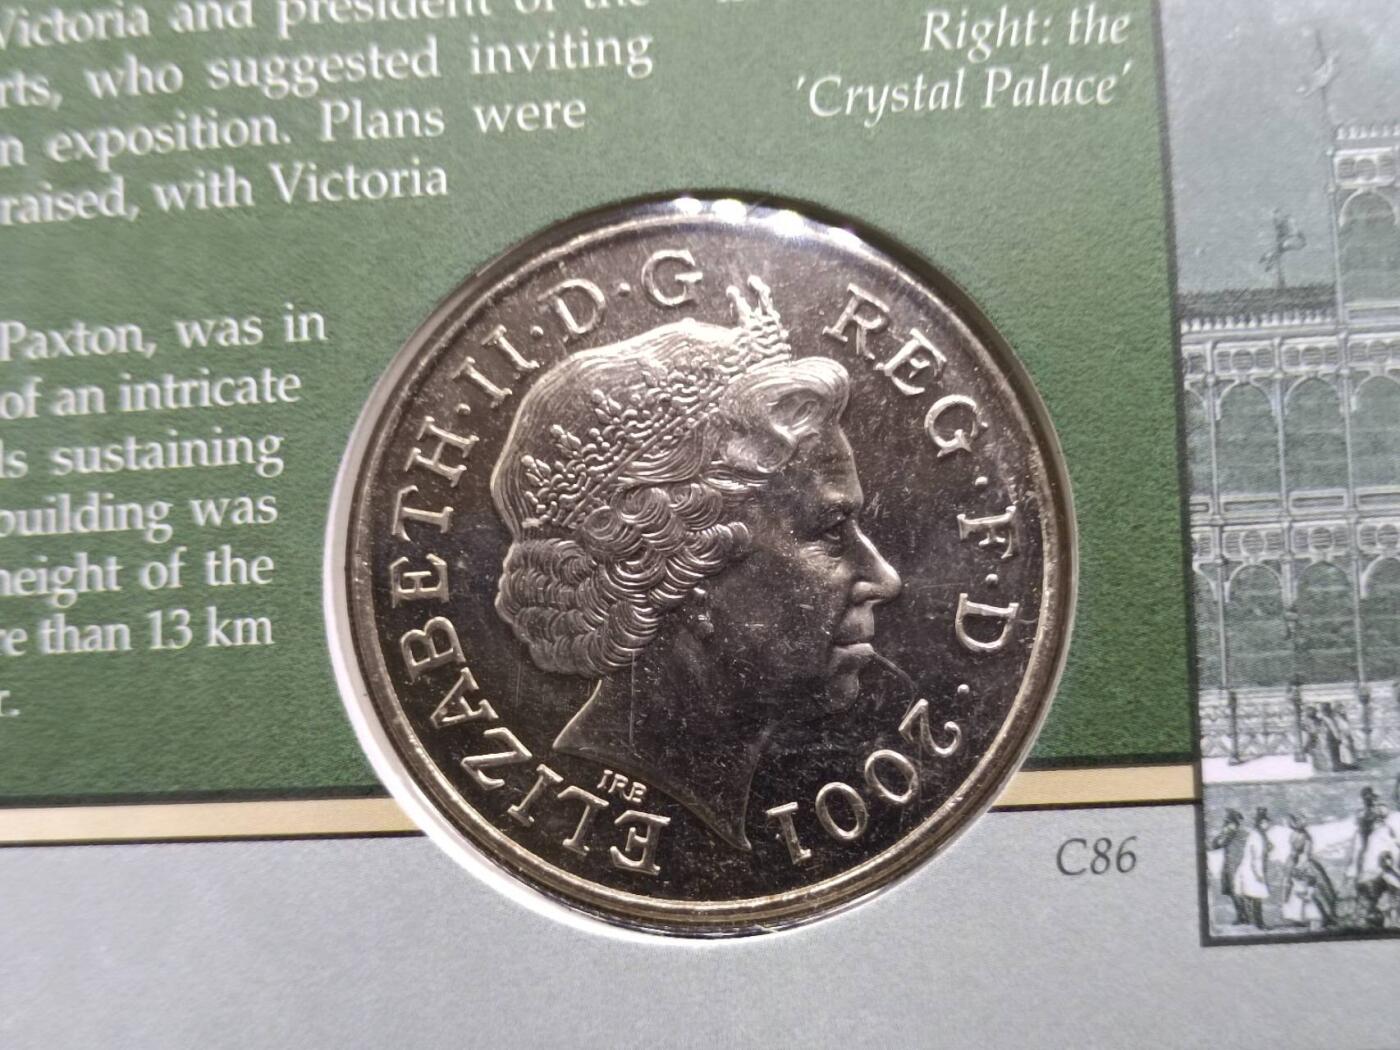 Victoria and president of the
rts, who suggested inviting
n exposition. Plans were
raised, with Victoria
Paxton, was in
of an intricate
ls sustaining
building was
height of the
re than 13 km
r.
Right: the
'Crystal Palace'
ELIZABETH·II·D·G REG·F·D·2001
IRB
C86